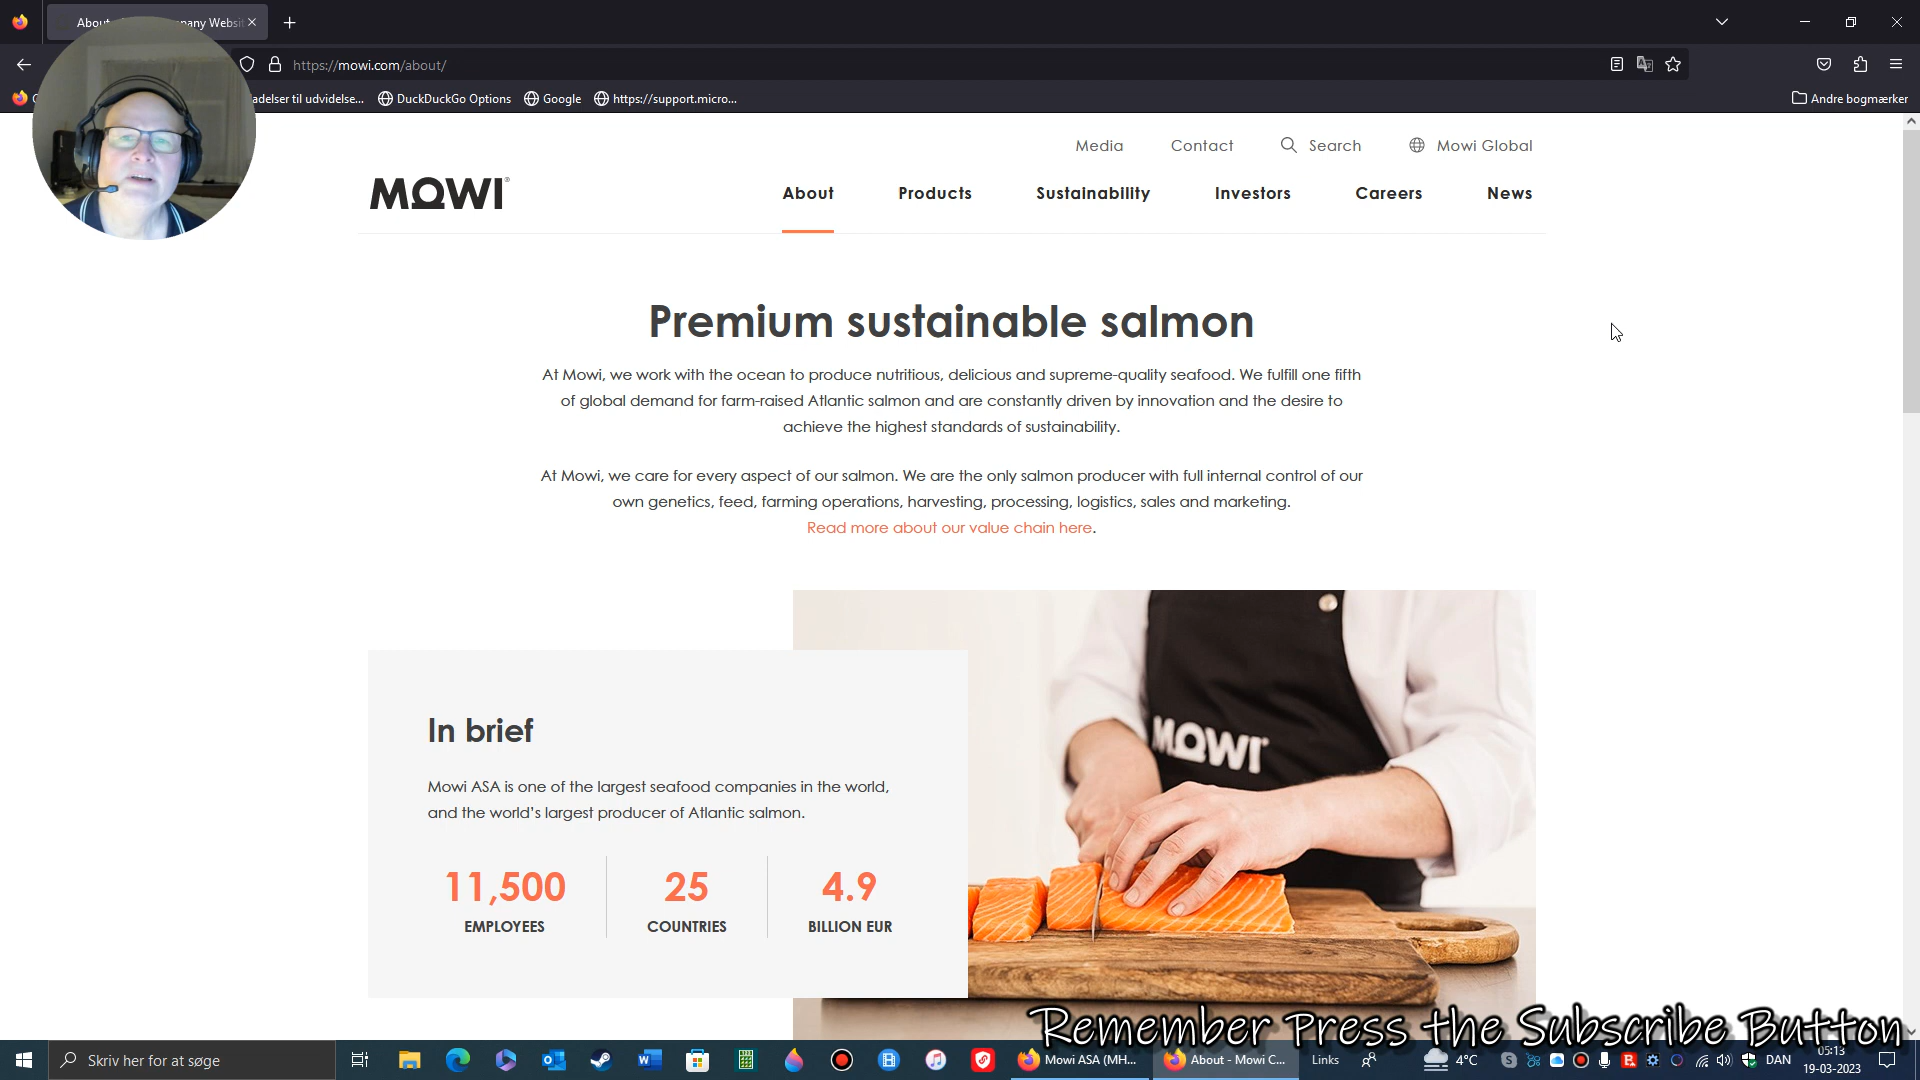 About
pany Websit
https://mowi.com/about/
adelser til udvidelse...
DuckDuckGo Options
Google
https://support.micro...
Andre bogmærker
Media
Contact
Search
Mowi Global
MOWI
About
Products
Sustainability
Investors
Careers
News
Premium sustainable salmon
At Mowi, we work with the ocean to produce nutritious, delicious and supreme-quality seafood. We fulfill one fifth
of global demand for farm-raised Atlantic salmon and are constantly driven by innovation and the desire to
achieve the highest standards of sustainability.
At Mowi, we care for every aspect of our salmon. We are the only salmon producer with full internal control of our
own genetics, feed, farming operations, harvesting, processing, logistics, sales and marketing.
Read more about our value chain here.
MOWI
In brief
Mowi ASA is one of the largest seafood companies in the world,
and the world's largest producer of Atlantic salmon.
11,500
EMPLOYEES
25
COUNTRIES
4.9
BILLION EUR
Remember Press the Subscribe Button
Skriv her for at søge
Mowi ASA (MH...
About - Mowi C...
Links
4°C
DAN
05:13
19-03-2023